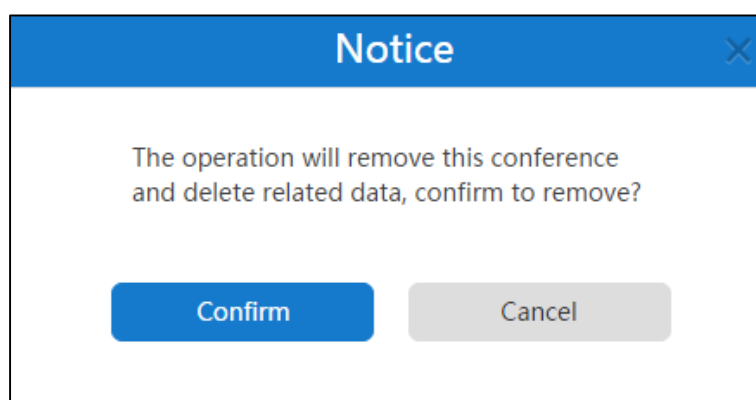 Notice
The operation will remove this conference
and delete related data, confirm to remove?
Confirm
Cancel